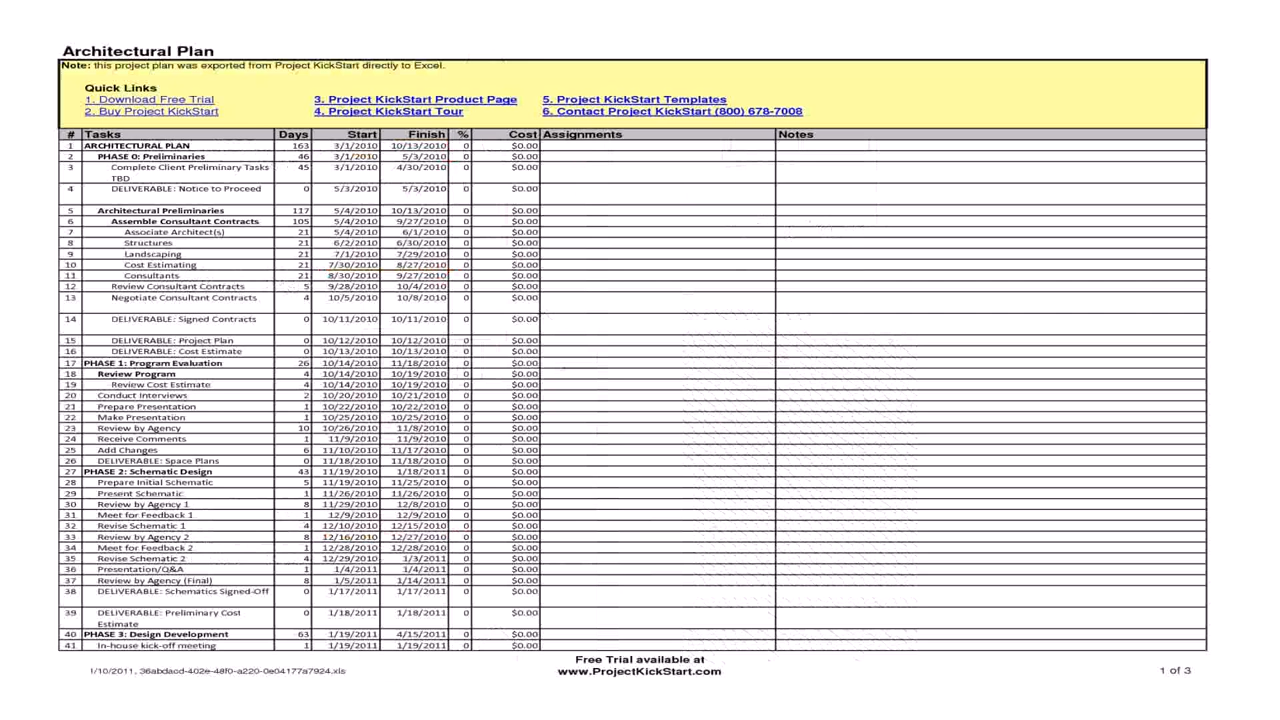 Architectural Plan
Note: this project plan was exported from Project KickStart directly to Excel.
Quick Links
1. Download Free Trial 3. Project KickStart Product Page 5. Project KickStart Templates
2. Buy Project KickStart 4. Project KickStart Tour 6. Contact Project KickStart (800) 678-7008
# Tasks Days Start Finish % Cost Assignments Notes
1 ARCHITECTURAL PLAN 163 3/1/2010 10/13/2010 0 $0.00
2 PHASE 0: Preliminaries 46 3/1/2010 5/3/2010 0 $0.00
3 Complete Client Preliminary Tasks 45 3/1/2010 4/30/2010 0 $0.00
TBD
4 DELIVERABLE: Notice to Proceed 0 5/3/2010 5/3/2010 0 $0.00
5 Architectural Preliminaries 117 5/4/2010 10/13/2010 0 $0.00
6 Assemble Consultant Contracts 105 5/4/2010 9/27/2010 0 $0.00
7 Associate Architect(s) 21 5/4/2010 6/1/2010 0 $0.00
8 Structures 21 6/2/2010 6/30/2010 0 $0.00
9 Landscaping 21 7/1/2010 7/29/2010 0 $0.00
10 Cost Estimating 21 7/30/2010 8/27/2010 0 $0.00
11 Consultants 21 8/30/2010 9/27/2010 0 $0.00
12 Review Consultant Contracts 5 9/28/2010 10/4/2010 0 $0.00
13 Negotiate Consultant Contracts 4 10/5/2010 10/8/2010 0 $0.00
14 DELIVERABLE: Signed Contracts 0 10/11/2010 10/11/2010 0 $0.00
15 DELIVERABLE: Project Plan 0 10/12/2010 10/12/2010 0 $0.00
16 DELIVERABLE: Cost Estimate 0 10/13/2010 10/13/2010 0 $0.00
17 PHASE 1: Program Evaluation 26 10/14/2010 11/18/2010 0 $0.00
18 Review Program 4 10/14/2010 10/19/2010 0 $0.00
19 Review Cost Estimate 4 10/14/2010 10/19/2010 0 $0.00
20 Conduct Interviews 2 10/20/2010 10/21/2010 0 $0.00
21 Prepare Presentation 1 10/22/2010 10/22/2010 0 $0.00
22 Make Presentation 1 10/25/2010 10/25/2010 0 $0.00
23 Review by Agency 10 10/26/2010 11/8/2010 0 $0.00
24 Receive Comments 1 11/9/2010 11/9/2010 0 $0.00
25 Add Changes 6 11/10/2010 11/17/2010 0 $0.00
26 DELIVERABLE: Space Plans 0 11/18/2010 11/18/2010 0 $0.00
27 PHASE 2: Schematic Design 43 11/19/2010 1/18/2011 0 $0.00
28 Prepare Initial Schematic 5 11/19/2010 11/25/2010 0 $0.00
29 Present Schematic 1 11/26/2010 11/26/2010 0 $0.00
30 Review by Agency 1 8 11/29/2010 12/8/2010 0 $0.00
31 Meet for Feedback 1 1 12/9/2010 12/9/2010 0 $0.00
32 Revise Schematic 1 4 12/10/2010 12/15/2010 0 $0.00
33 Review by Agency 2 8 12/16/2010 12/27/2010 0 $0.00
34 Meet for Feedback 2 1 12/28/2010 12/28/2010 0 $0.00
35 Revise Schematic 2 4 12/29/2010 1/3/2011 0 $0.00
36 Presentation/Q&A 1 1/4/2011 1/4/2011 0 $0.00
37 Review by Agency (Final) 8 1/5/2011 1/14/2011 0 $0.00
38 DELIVERABLE: Schematics Signed-Off 0 1/17/2011 1/17/2011 0 $0.00
39 DELIVERABLE: Preliminary Cost 0 1/18/2011 1/18/2011 0 $0.00
Estimate
40 PHASE 3: Design Development 63 1/19/2011 4/15/2011 0 $0.00
41 In-house kick-off meeting 1 1/19/2011 1/19/2011 0 $0.00
Free Trial available at
1/10/2011, 36abdacd-402e-48f0-a220-0e04177a7924.xls www.ProjectKickStart.com 1 of 3